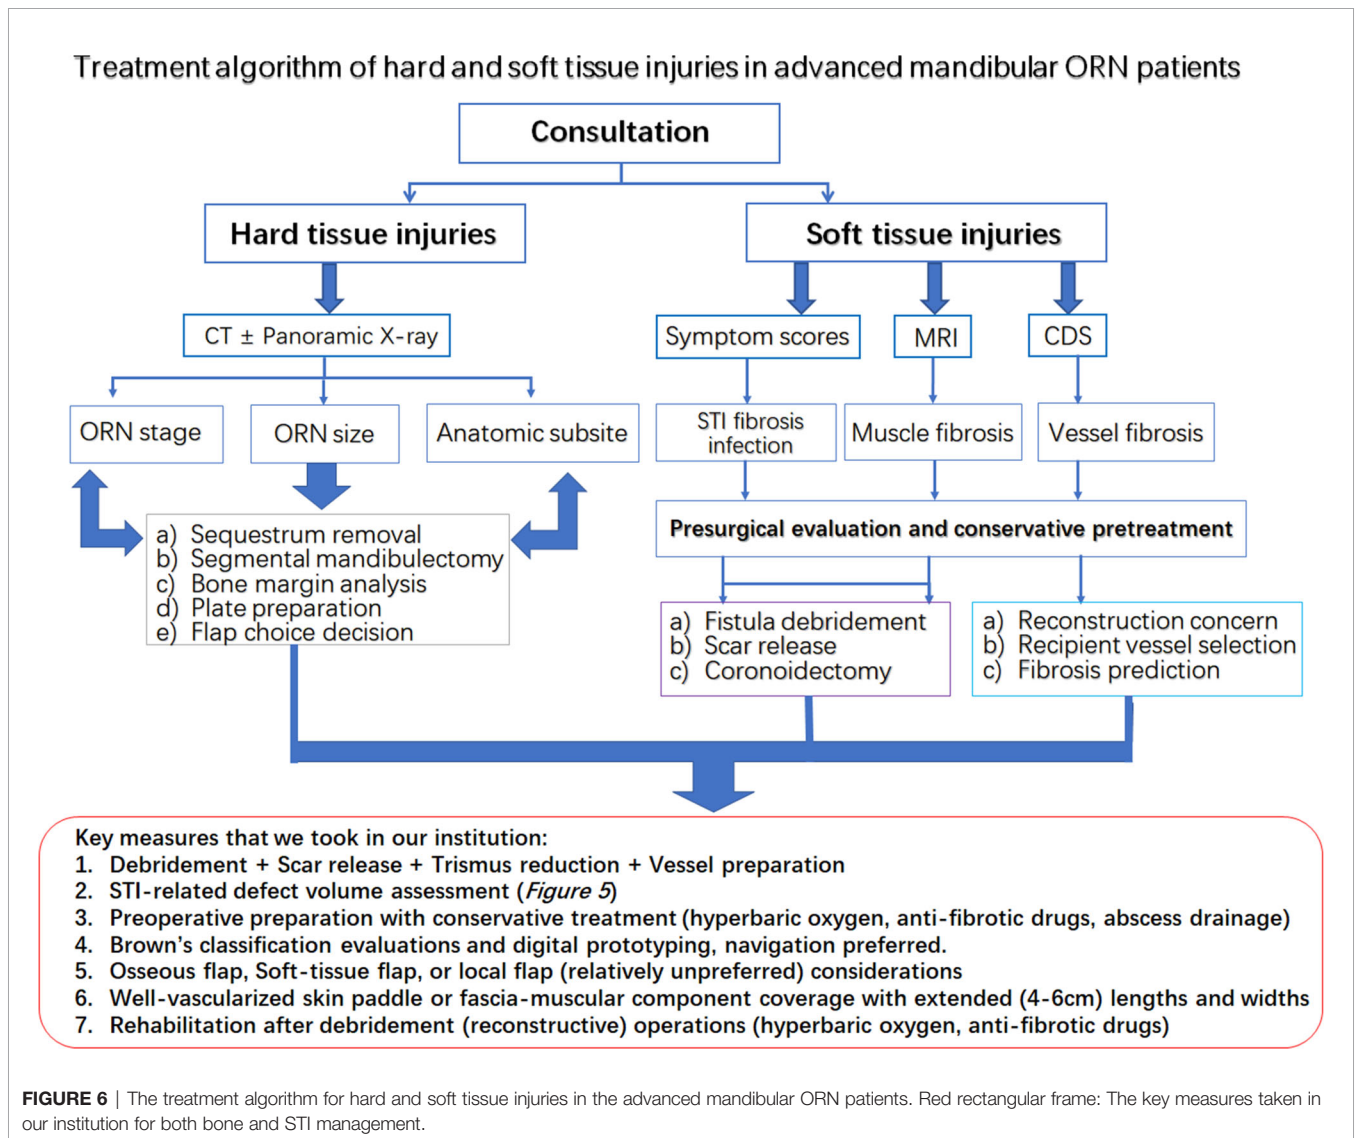 Treatment algorithm of hard and soft tissue injuries in advanced mandibular ORN patients
Consultation
Hard tissue injuries
Soft tissue injuries
CT ± Panoramic X-ray
Symptom scores
MRI
CDS
ORN stage
ORN size
Anatomic subsite
STI fibrosis
infection
Muscle fibrosis
Vessel fibrosis
a) Sequestrum removal
b) Segmental mandibulectomy
c) Bone margin analysis
d) Plate preparation
e) Flap choice decision
Presurgical evaluation and conservative pretreatment
a) Fistula debridement
b) Scar release
c) Coronoidectomy
a) Reconstruction concern
b) Recipient vessel selection
c) Fibrosis prediction
Key measures that we took in our institution:
1. Debridement + Scar release + Trismus reduction + Vessel preparation
2. STI-related defect volume assessment (Figure 5)
3. Preoperative preparation with conservative treatment (hyperbaric oxygen, anti-fibrotic drugs, abscess drainage)
4. Brown's classification evaluations and digital prototyping, navigation preferred.
5. Osseous flap, Soft-tissue flap, or local flap (relatively unpreferred) considerations
6. Well-vascularized skin paddle or fascia-muscular component coverage with extended (4-6cm) lengths and widths
7. Rehabilitation after debridement (reconstructive) operations (hyperbaric oxygen, anti-fibrotic drugs)
FIGURE 6 | The treatment algorithm for hard and soft tissue injuries in the advanced mandibular ORN patients. Red rectangular frame: The key measures taken in
our institution for both bone and STI management.